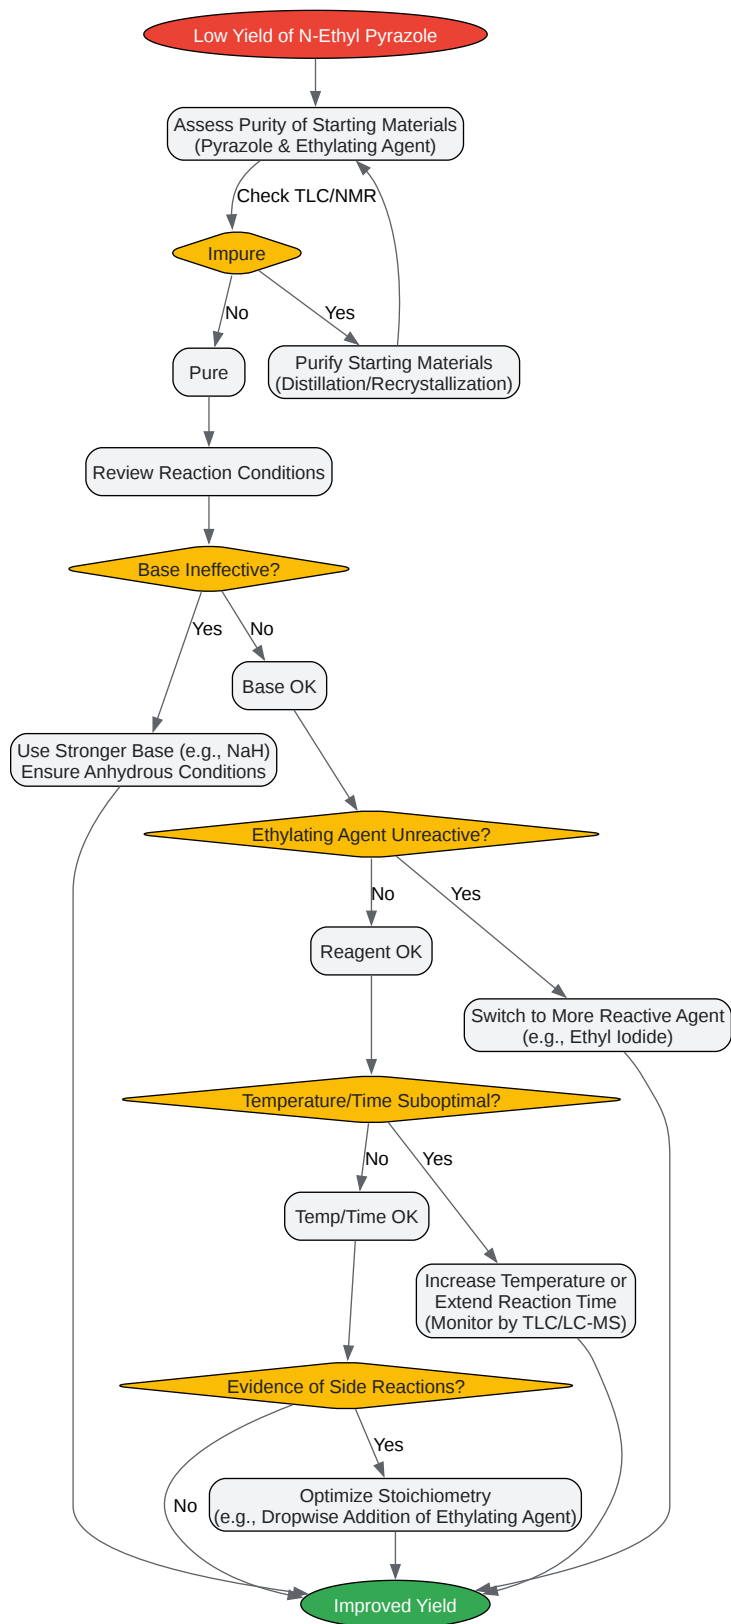 Low Yield of N-Ethyl Pyrazole
Assess Purity of Starting Materials
(Pyrazole & Ethylating Agent)
Check TLC/NMR
Impure
No
Yes
Pure
Purify Starting Materials
(Distillation/Recrystallization)
Review Reaction Conditions
Base Ineffective?
Yes
No
Base OK
Use Stronger Base (e.g., NaH)
Ensure Anhydrous Conditions
Ethylating Agent Unreactive?
No
Yes
Reagent OK
Switch to More Reactive Agent
(e.g., Ethyl Iodide)
Temperature/Time Suboptimal?
No
Yes
Temp/Time OK
Increase Temperature or
Extend Reaction Time
(Monitor by TLC/LC-MS)
Evidence of Side Reactions?
Yes
No
Optimize Stoichiometry
(e.g., Dropwise Addition of Ethylating Agent)
Improved Yield